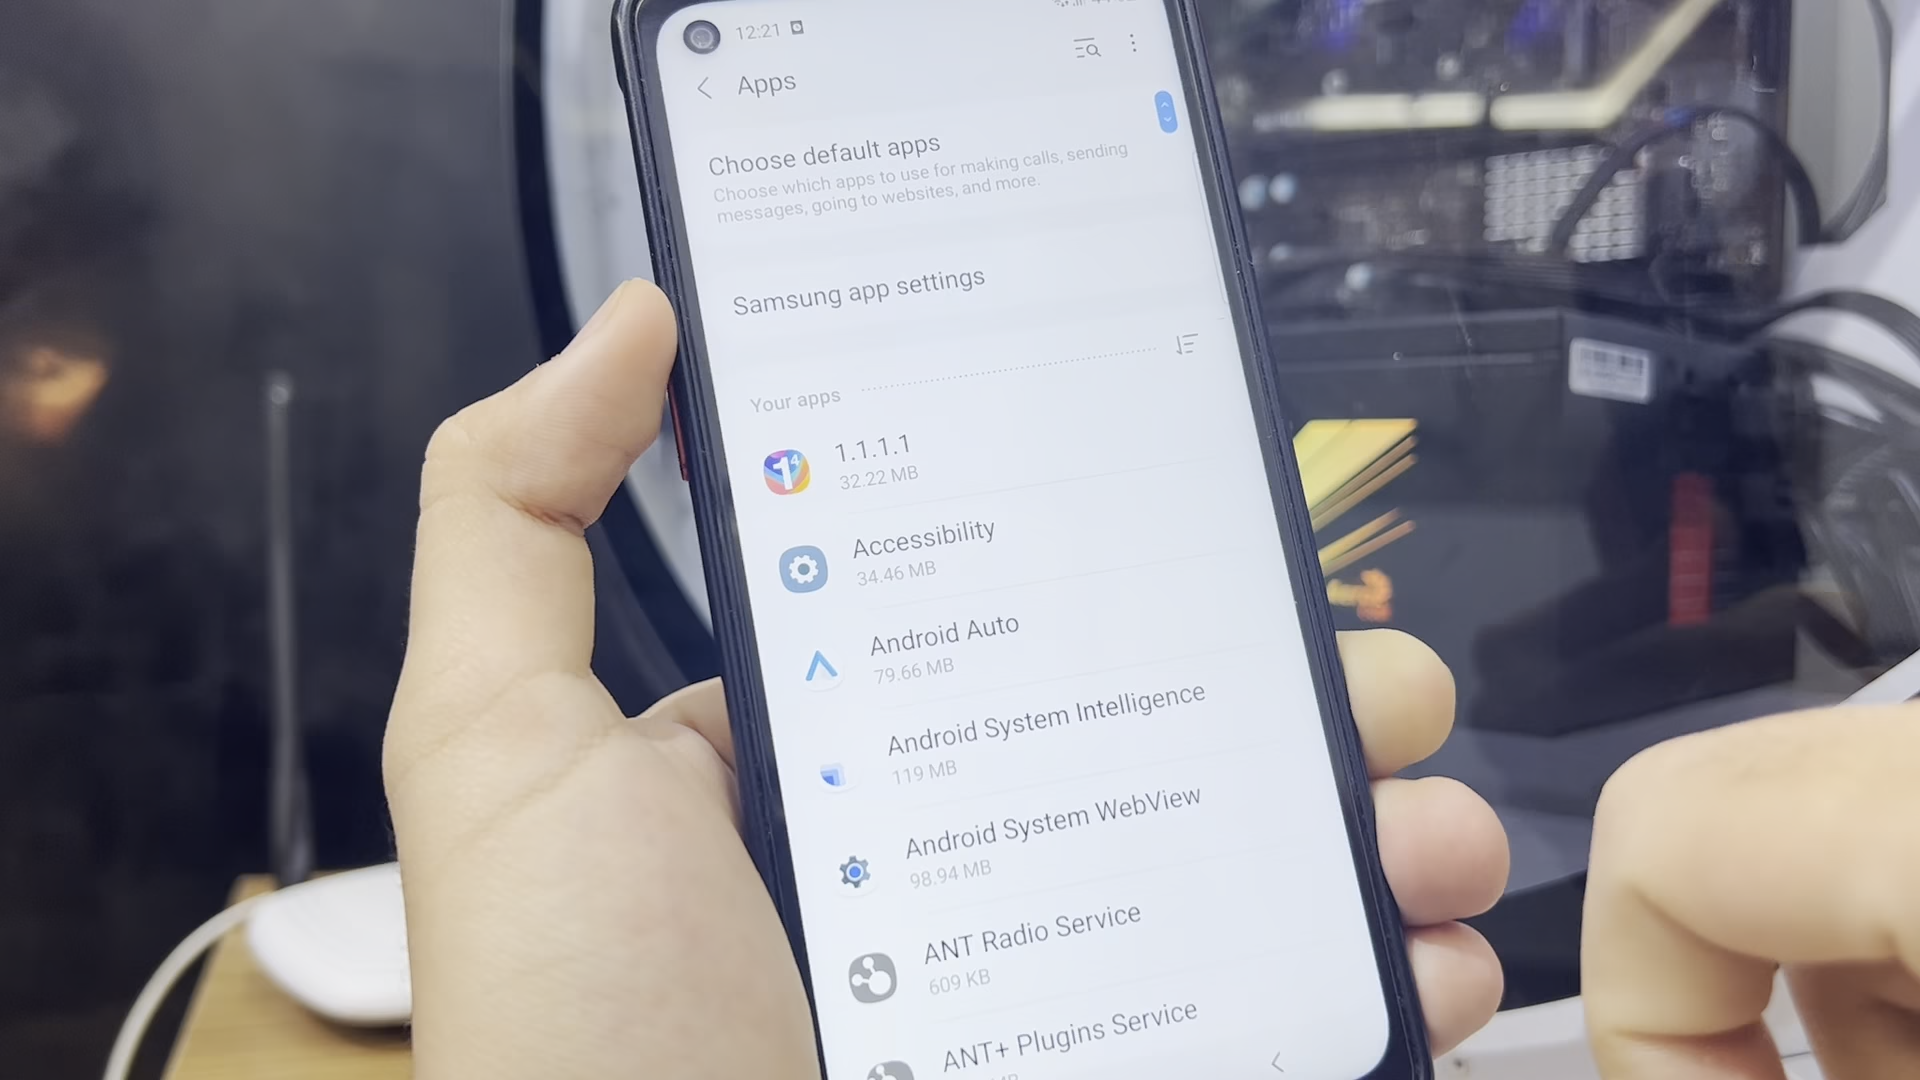 12:21
Apps
Choose default apps
Choose which apps to use for making calls, sending
messages, going to websites, and more.
Samsung app settings
Your apps
1.1.1.1
32.22 MB
Accessibility
34.46 MB
Android Auto
79.66 MB
Android System Intelligence
119 MB
Android System WebView
98.94 MB
ANT Radio Service
609 KB
ANT+ Plugins Service
MB